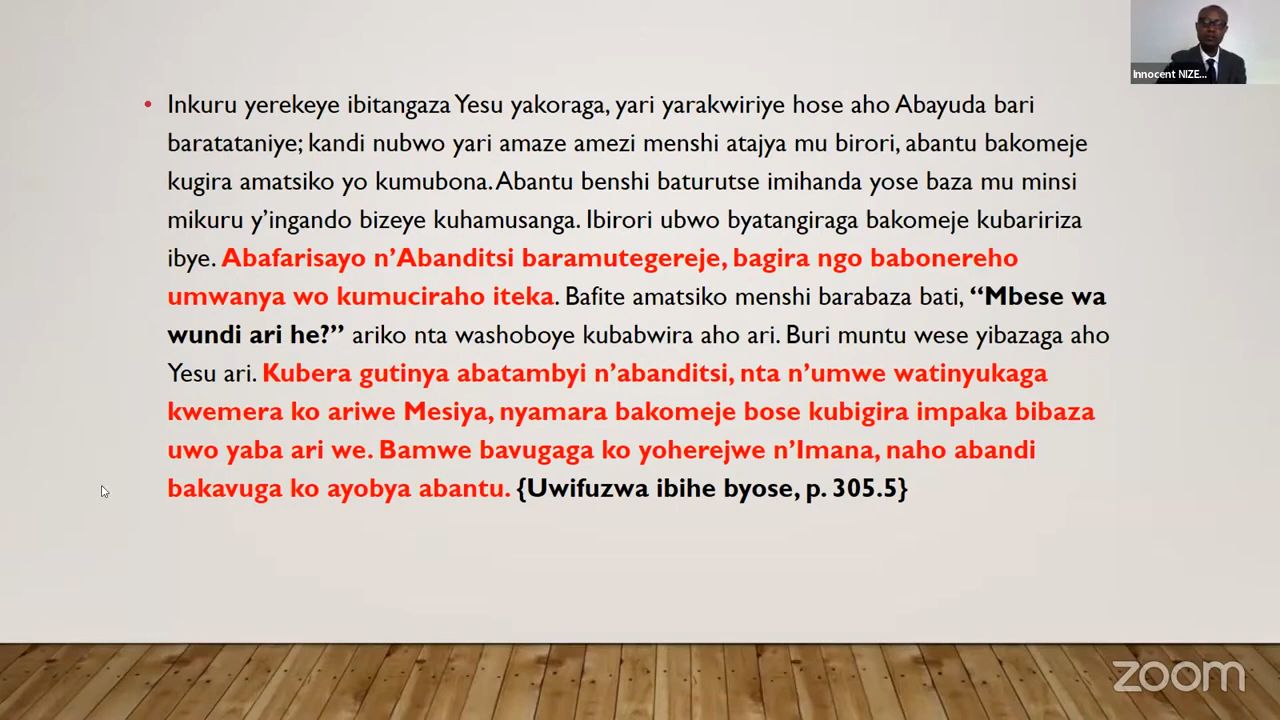 Innocent NIZE...
• Inkuru yerekeye ibitangaza Yesu yakoraga, yari yarakwiriye hose aho Abayuda bari
baratataniye; kandi nubwo yari amaze amezi menshi atajya mu birori, abantu bakomeje
kugira amatsiko yo kumubona. Abantu benshi baturutse imihanda yose baza mu minsi
mikuru y’ingando bizeye kuhamusanga. Ibirori ubwo byatangiraga bakomeje kubaririza
ibye. Abafarisayo n’Abanditsi baramutegereje, bagira ngo babonereho
umwanya wo kumuciraho iteka. Bafite amatsiko menshi barabaza bati, “Mbese wa
wundi ari he?” ariko nta washoboye kubabwira aho ari. Buri muntu wese yibazaga aho
Yesu ari. Kubera gutinya abatambyi n’abanditsi, nta n’umwe watinyukaga
kwemera ko ariwe Mesiya, nyamara bakomeje bose kubigira impaka bibaza
uwo yaba ari we. Bamwe bavugaga ko yoherejwe n’Imana, naho abandi
bakavuga ko ayobya abantu. {Uwifuzwa ibihe byose, p. 305.5}
zoom